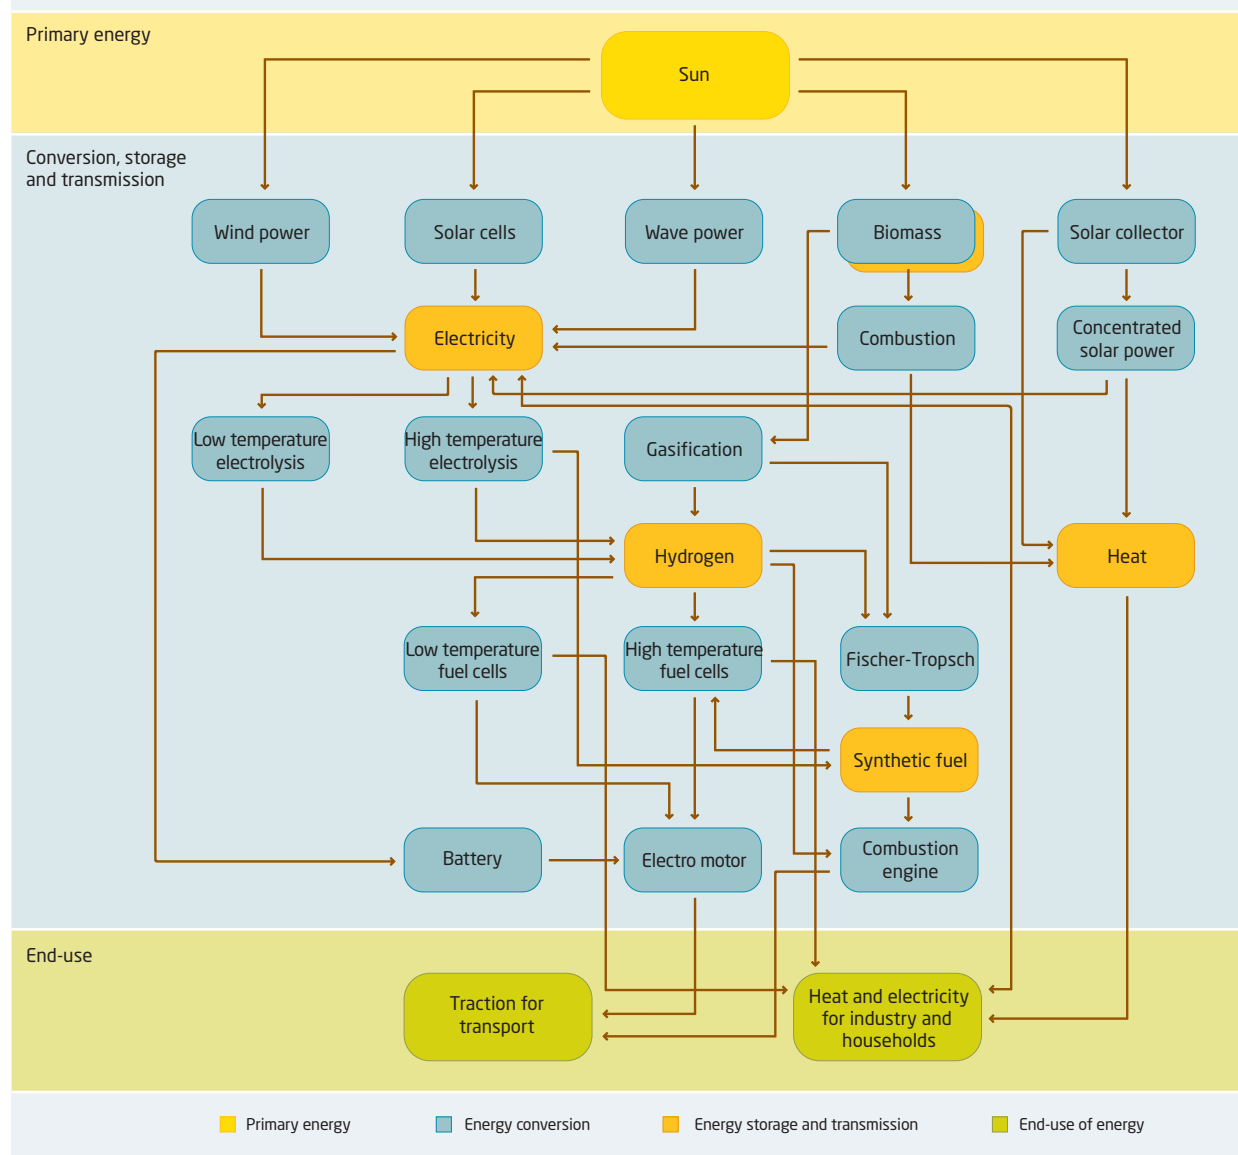 Primary energy
Sun
Conversion, storage
and transmission
Wind power
Solar cells
Wave power
Biomass
Solar collector
Electricity
Combustion
Concentrated
solar power
Low temperature
electrolysis
High temperature
electrolysis
Gasification
Hydrogen
Heat
Low temperature
fuel cells
High temperature
fuel cells
Fischer-Tropsch
Synthetic fuel
Battery
Electro motor
Combustion
engine
End-use
Traction for
transport
Heat and electricity
for industry and
households
Primary energy
Energy conversion
Energy storage and transmission
End-use of energy